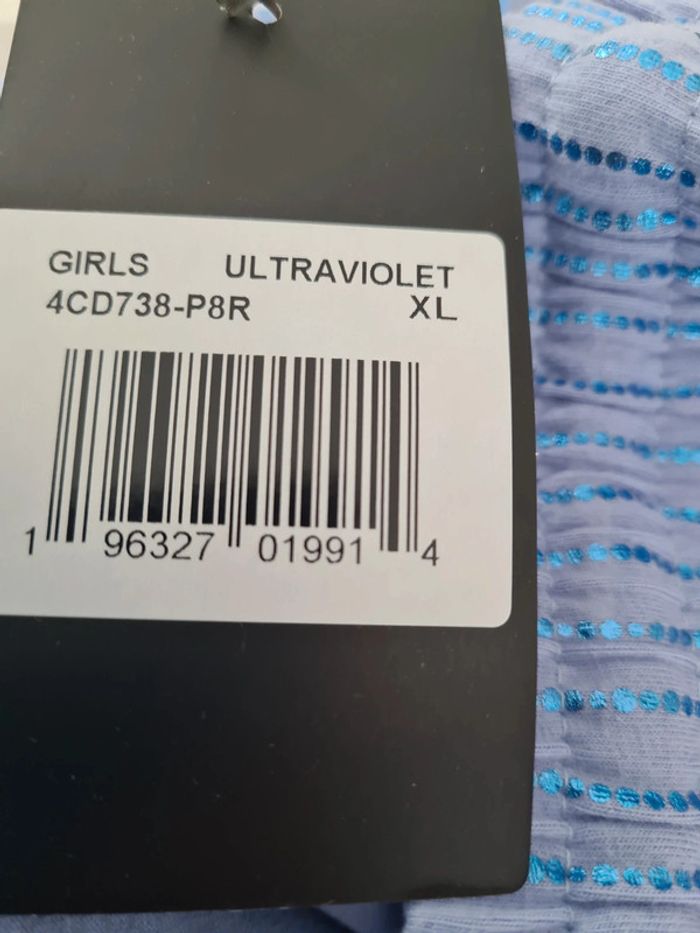 GIRLS ULTRAVIOLET
4CD738-P8R XL
1 96327 01991 4